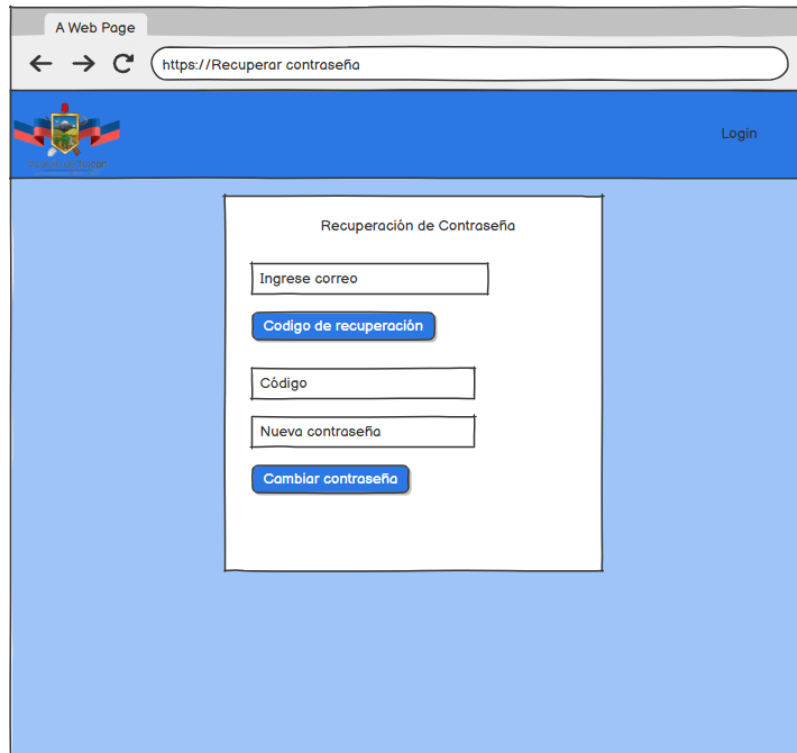 A Web Page
https://Recuperar contraseña
Login
Recuperación de Contraseña
Ingrese correo
Codigo de recuperación
Código
Nueva contraseña
Cambiar contraseña